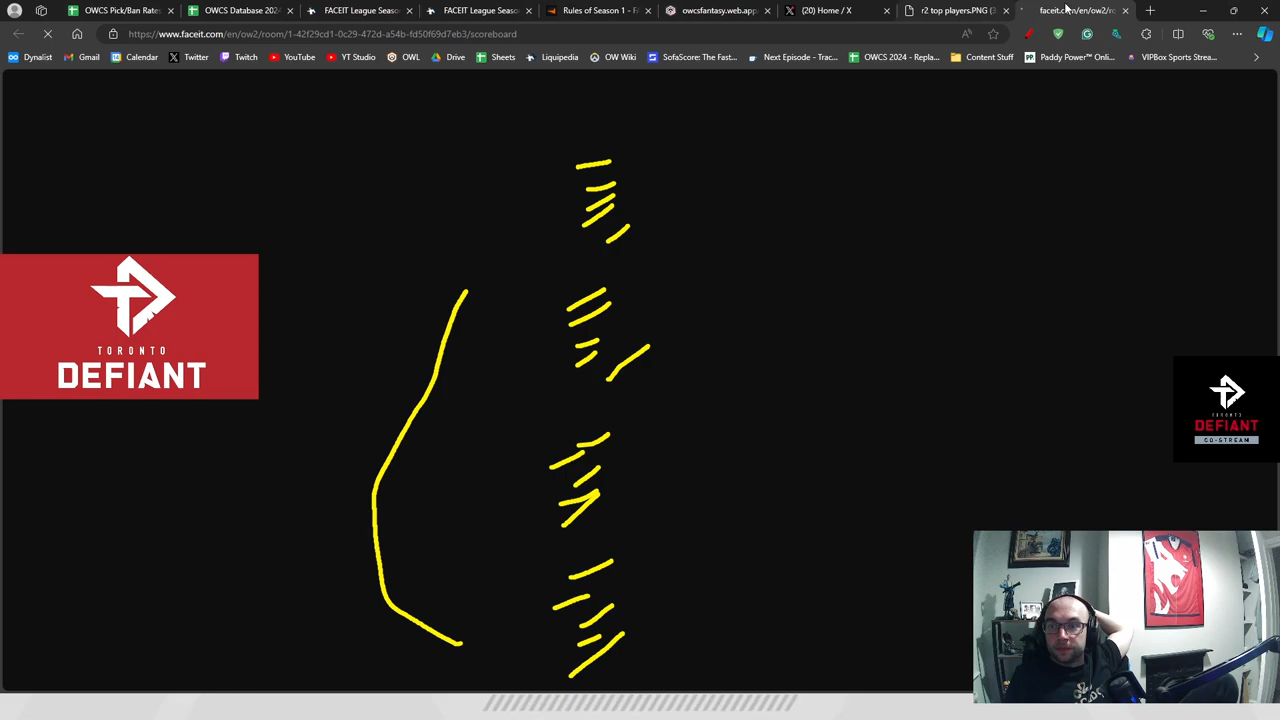 OWCS Pick/Ban Rates
OWCS Database 202
FACEIT League Seaso
FACEIT League Seaso
Rules of Season 1 - F
owcsfantasy.web.app
(20) Home / X
r2 top players.PNG (
faceit.com/en/ow2/ro
https://www.faceit.com/en/ow2/room/1-42f29cd1-0c29-472d-a54b-fd50f69d7eb3/scoreboard
Dynalist
Gmail
Calendar
Twitter
Twitch
YouTube
YT Studio
OWL
Drive
Sheets
Liquipedia
OW Wiki
SofaScore: The Fast...
Next Episode - Trac...
OWCS 2024 - Repla...
Content Stuff
Paddy Power™ Onli...
VIPBox Sports Strea...
TORONTO
DEFIANT
TORONTO
DEFIANT
CO-STREAM